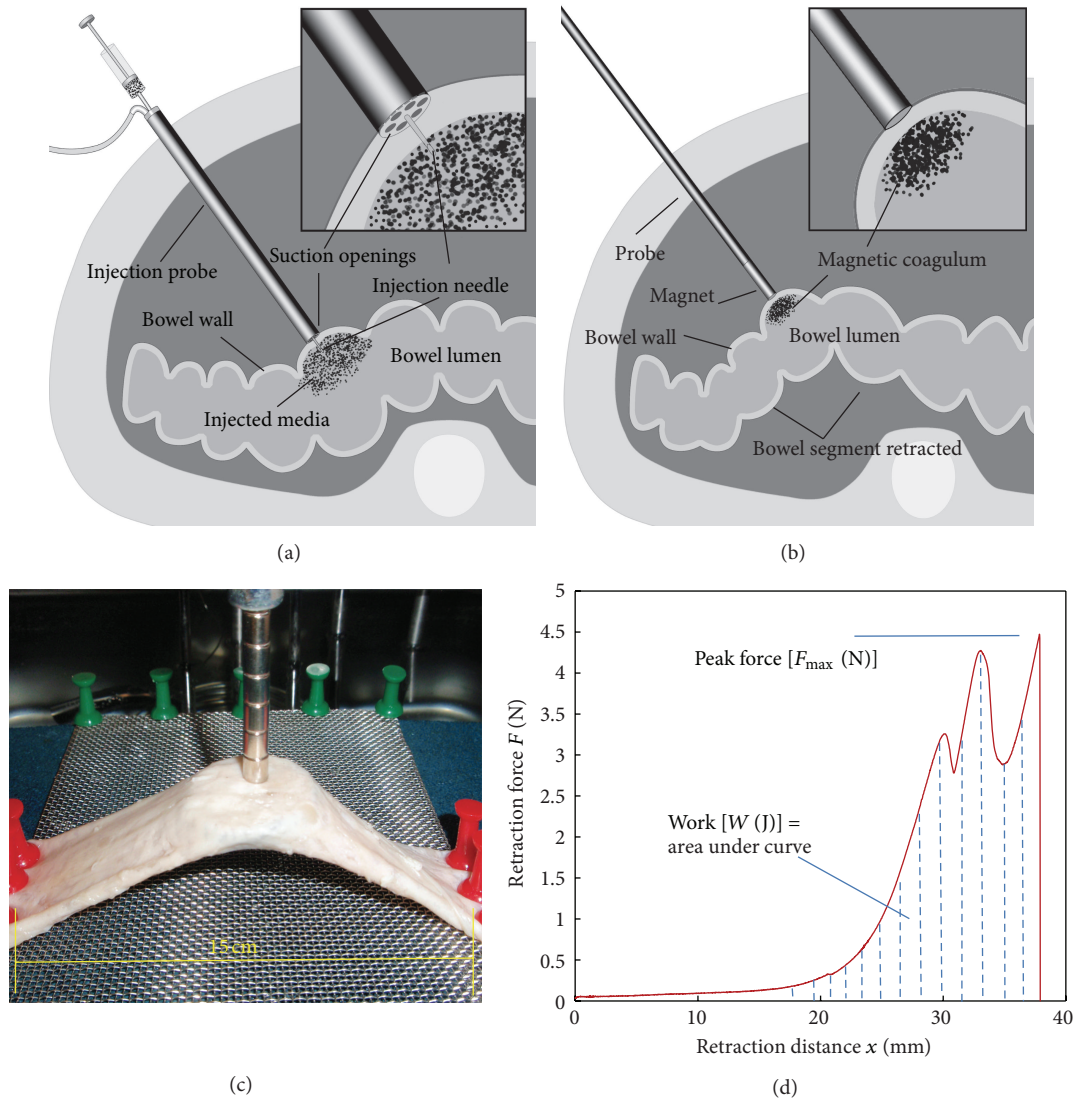 Injection probe
Suction openings
Injection needle
Bowel wall
Bowel lumen
Injected media
(a)
Probe
Magnetic coagulum
Magnet
Bowel wall
Bowel lumen
Bowel segment retracted
(b)
15 cm
(c)
Retraction force F (N)
5
4.5
4
3.5
3
2.5
2
1.5
1
0.5
0
Peak force [Fmax (N)]
Work [W (J)] =
area under curve
0 20 30 40
Retraction distance x (mm)
(d)